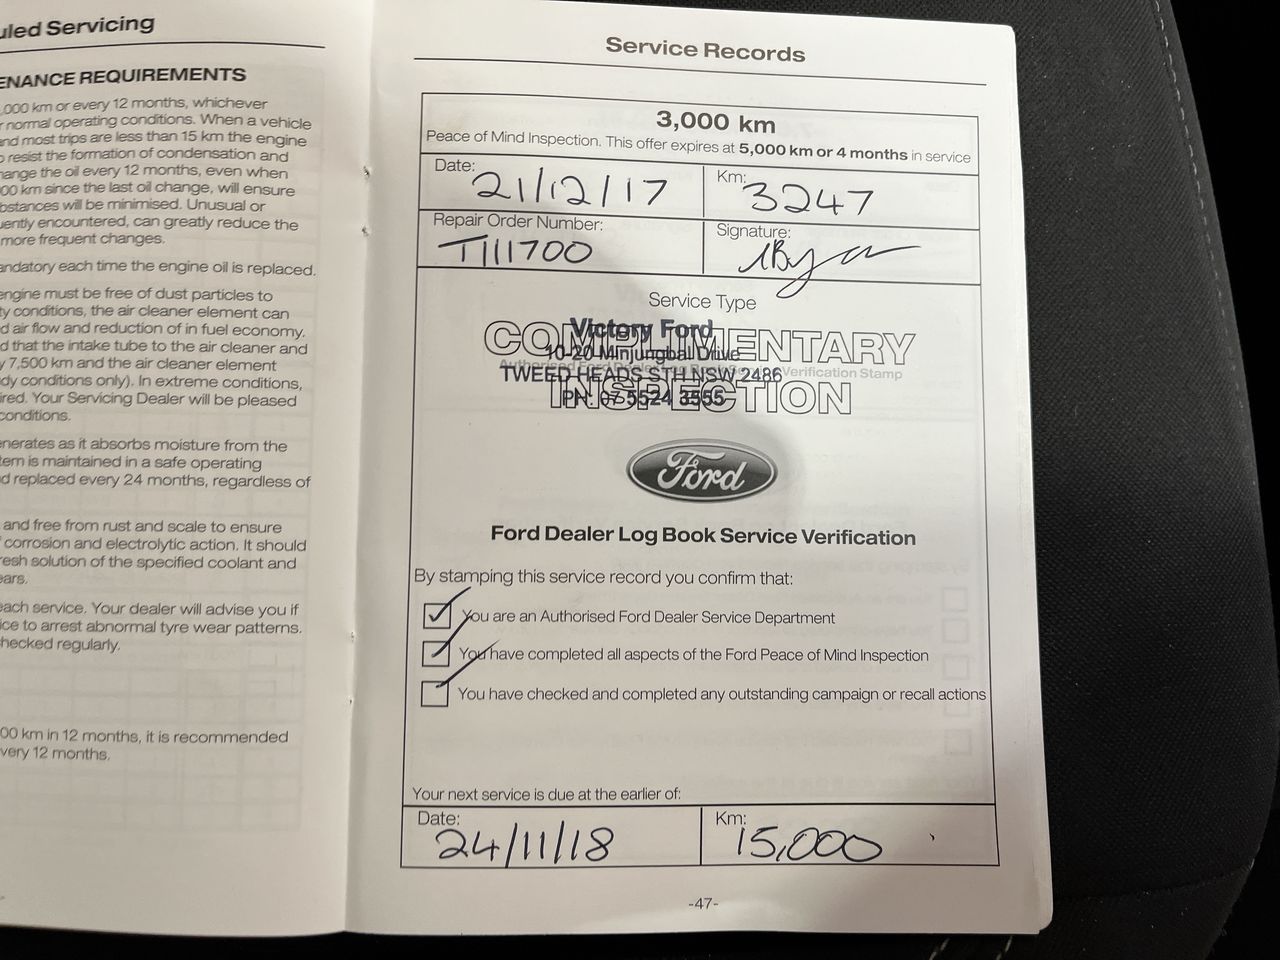 uled Servicing
ENANCE REQUIREMENTS
,000 km or every 12 months, whichever
r normal operating conditions. When a vehicle
and most trips are less than 15 km the engine
o resist the formation of condensation and
hange the oil every 12 months, even when
00 km since the last oil change, will ensure
bstances will be minimised. Unusual or
uently encountered, can greatly reduce the
more frequent changes.
andatory each time the engine oil is replaced.
engine must be free of dust particles to
ty conditions, the air cleaner element can
d air flow and reduction of in fuel economy.
d that the intake tube to the air cleaner and
y 7,500 km and the air cleaner element
dy conditions only). In extreme conditions,
ired. Your Servicing Dealer will be pleased
conditions.
enerates as it absorbs moisture from the
tem is maintained in a safe operating
d replaced every 24 months, regardless of
and free from rust and scale to ensure
corrosion and electrolytic action. It should
resh solution of the specified coolant and
ears.
each service. Your dealer will advise you if
ice to arrest abnormal tyre wear patterns.
hecked regularly.
00 km in 12 months, it is recommended
very 12 months.
Service Records
3,000 km
Peace of Mind Inspection. This offer expires at 5,000 km or 4 months in service
Date: 21/12/17
Km: 3247
Repair Order Number: T111700
Signature:
Service Type
COMPLIMENTARY
INSPECTION
Authorised Ford Dealer Log Book Service Verification Stamp
Victory Ford
10-20 Minjungbal Drive
TWEED HEADS STH NSW 2486
PH: 07 5524 3555
Ford
Ford Dealer Log Book Service Verification
By stamping this service record you confirm that:
You are an Authorised Ford Dealer Service Department
You have completed all aspects of the Ford Peace of Mind Inspection
You have checked and completed any outstanding campaign or recall actions
Your next service is due at the earlier of:
Date: 24/11/18
Km: 15,000
-47-